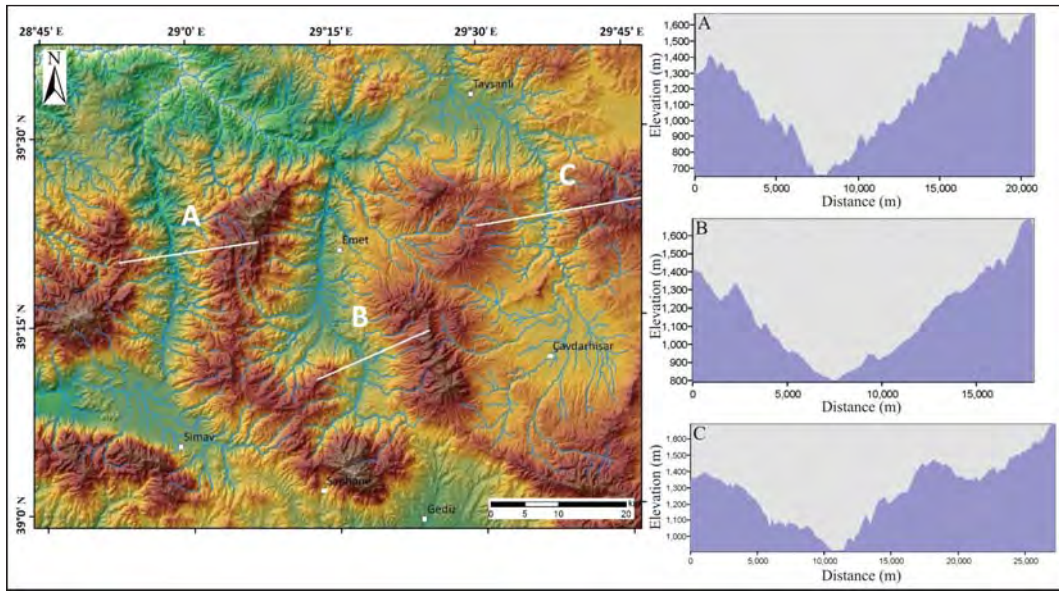 28°45' E
29°0' E
29°15' E
29°30' E
29°45' E
N
39°30' N
39°15' N
39°0' N
Tavşanlı
A
C
Emet
B
Çavdarhisar
Simav
Şaphane
Gediz
0 5 10 20
A
Elevation (m)
1,600
1,500
1,400
1,300
1,200
1,100
1,000
900
800
700
0 5,000 10,000 15,000 20,000
Distance (m)
B
Elevation (m)
1,600
1,500
1,400
1,300
1,200
1,100
1,000
900
800
0 5,000 10,000 15,000
Distance (m)
C
Elevation (m)
1,600
1,500
1,400
1,300
1,200
1,100
1,000
0 5,000 10,000 15,000 20,000 25,000
Distance (m)